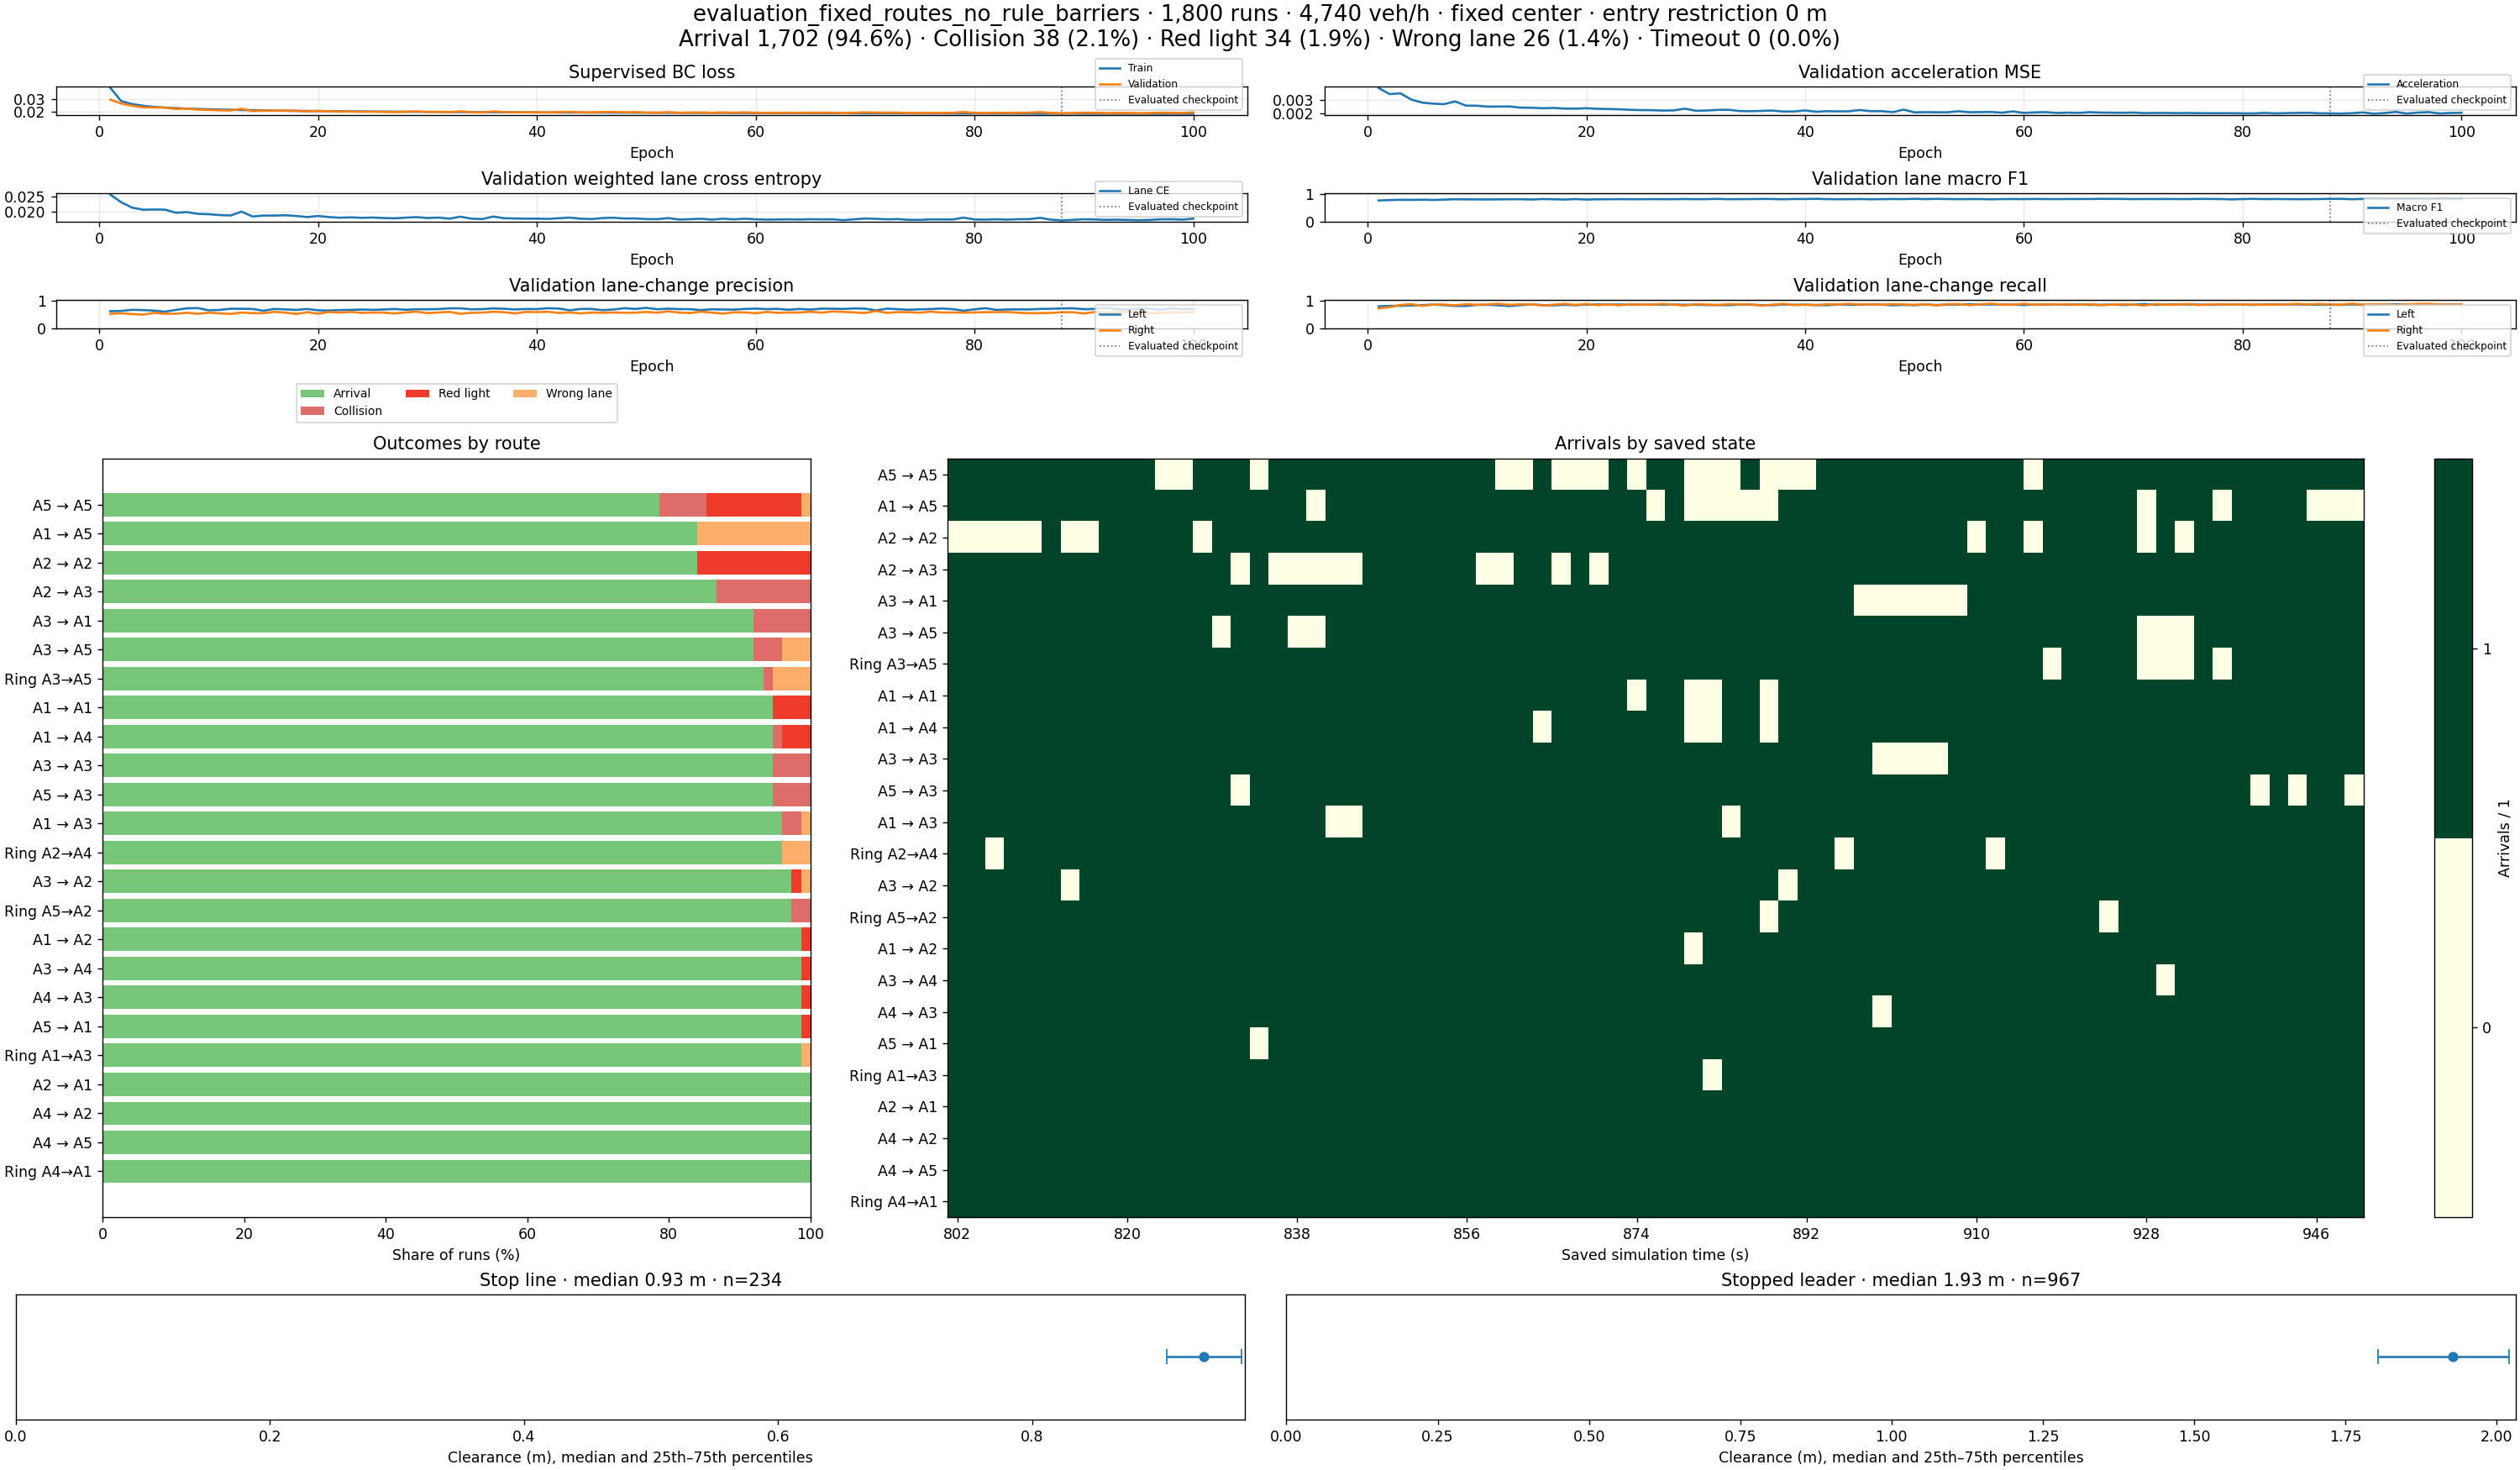 evaluation_fixed_routes_no_rule_barriers · 1,800 runs · 4,740 veh/h · fixed center · entry restriction 0 m
Arrival 1,702 (94.6%) · Collision 38 (2.1%) · Red light 34 (1.9%) · Wrong lane 26 (1.4%) · Timeout 0 (0.0%)
Supervised BC loss
Train
Validation
Evaluated checkpoint
0.03
0.02
0 20 40 60 80 100
Epoch
Validation acceleration MSE
Acceleration
Evaluated checkpoint
0.003
0.002
0 20 40 60 80 100
Epoch
Validation weighted lane cross entropy
Lane CE
Evaluated checkpoint
0.025
0.020
0 20 40 60 80 100
Epoch
Validation lane macro F1
Macro F1
Evaluated checkpoint
1
0
0 20 40 60 80 100
Epoch
Validation lane-change precision
Left
Right
Evaluated checkpoint
1
0
0 20 40 60 80 100
Epoch
Validation lane-change recall
Left
Right
Evaluated checkpoint
1
0
0 20 40 60 80 100
Epoch
Arrival Red light Wrong lane
Collision
Outcomes by route
A5 → A5
A1 → A5
A2 → A2
A2 → A3
A3 → A1
A3 → A5
Ring A3→A5
A1 → A1
A1 → A4
A3 → A3
A5 → A3
A1 → A3
Ring A2→A4
A3 → A2
Ring A5→A2
A1 → A2
A3 → A4
A4 → A3
A5 → A1
Ring A1→A3
A2 → A1
A4 → A2
A4 → A5
Ring A4→A1
0 20 40 60 80 100
Share of runs (%)
Arrivals by saved state
A5 → A5
A1 → A5
A2 → A2
A2 → A3
A3 → A1
A3 → A5
Ring A3→A5
A1 → A1
A1 → A4
A3 → A3
A5 → A3
A1 → A3
Ring A2→A4
A3 → A2
Ring A5→A2
A1 → A2
A3 → A4
A4 → A3
A5 → A1
Ring A1→A3
A2 → A1
A4 → A2
A4 → A5
Ring A4→A1
802 820 838 856 874 892 910 928 946
Saved simulation time (s)
1
0
Arrivals / 1
Stop line · median 0.93 m · n=234
0.0 0.2 0.4 0.6 0.8
Clearance (m), median and 25th–75th percentiles
Stopped leader · median 1.93 m · n=967
0.00 0.25 0.50 0.75 1.00 1.25 1.50 1.75 2.00
Clearance (m), median and 25th–75th percentiles